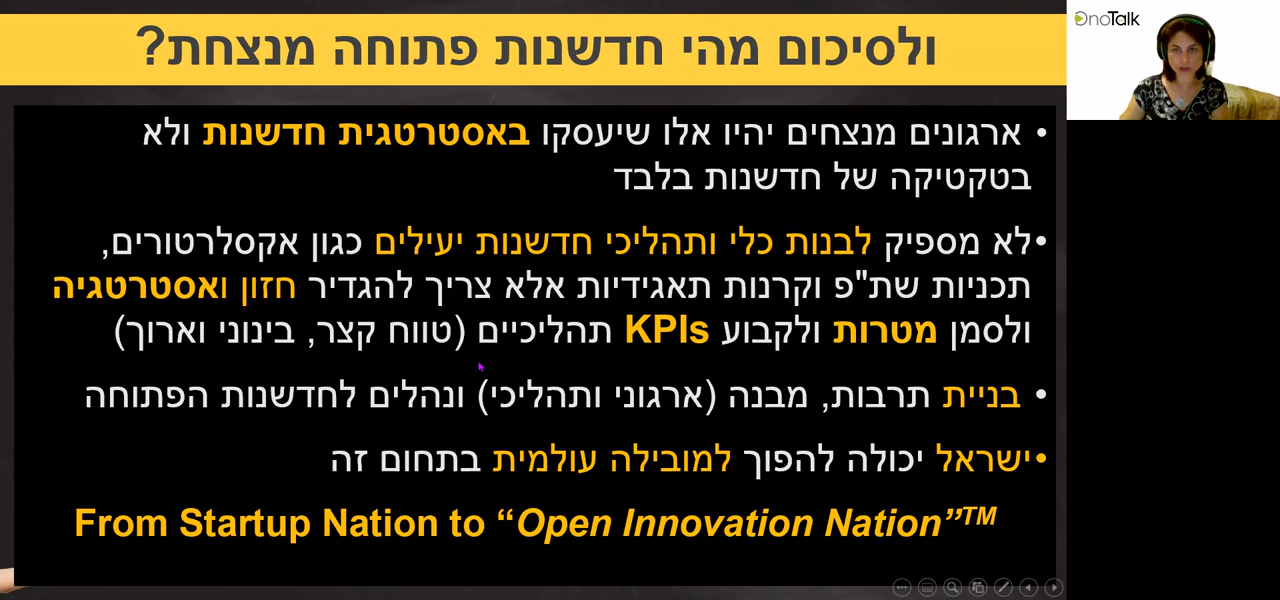 ולסיכום מהי חדשנות פתוחה מנצחת?
OnoTalk
• ארגונים מנצחים יהיו אלו שיעסקו באסטרטגית חדשנות ולא
בטקטיקה של חדשנות בלבד
•לא מספיק לבנות כלי ותהליכי חדשנות יעילים כגון אקסלרטורים,
תכניות שת"פ וקרנות תאגידיות אלא צריך להגדיר חזון ואסטרטגיה
ולסמן מטרות ולקבוע KPIs תהליכיים (טווח קצר, בינוני וארוך)
• בניית תרבות, מבנה (ארגוני ותהליכי) ונהלים לחדשנות הפתוחה
•ישראל יכולה להפוך למובילה עולמית בתחום זה
From Startup Nation to “Open Innovation Nation”TM